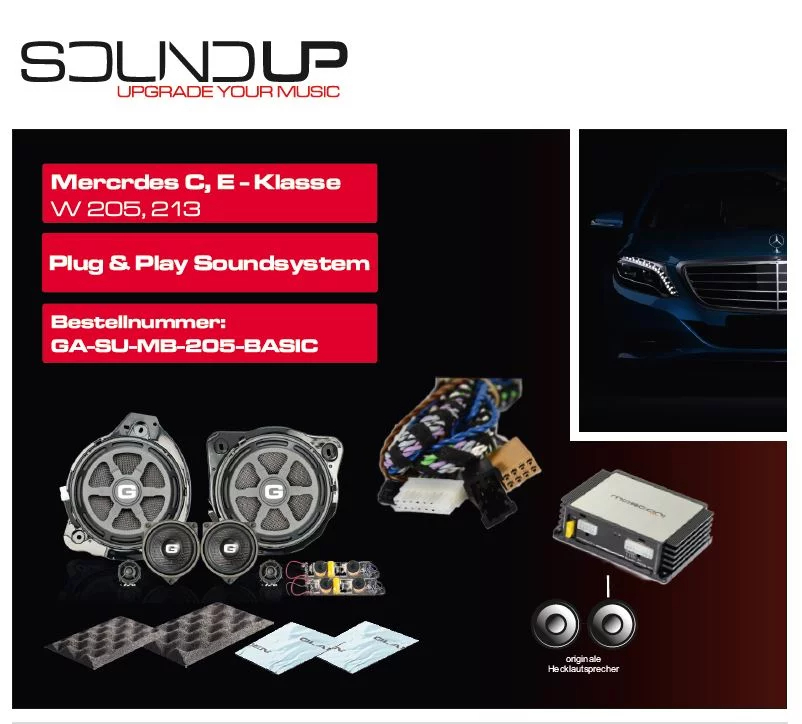 SOUNDUP
UPGRADE YOUR MUSIC
Mercrdes C, E - Klasse
W 205, 213
Plug & Play Soundsystem
Bestellnummer:
GA-SU-MB-205-BASIC
G
G
G
G
mosconi
originale
Hecklautsprecher